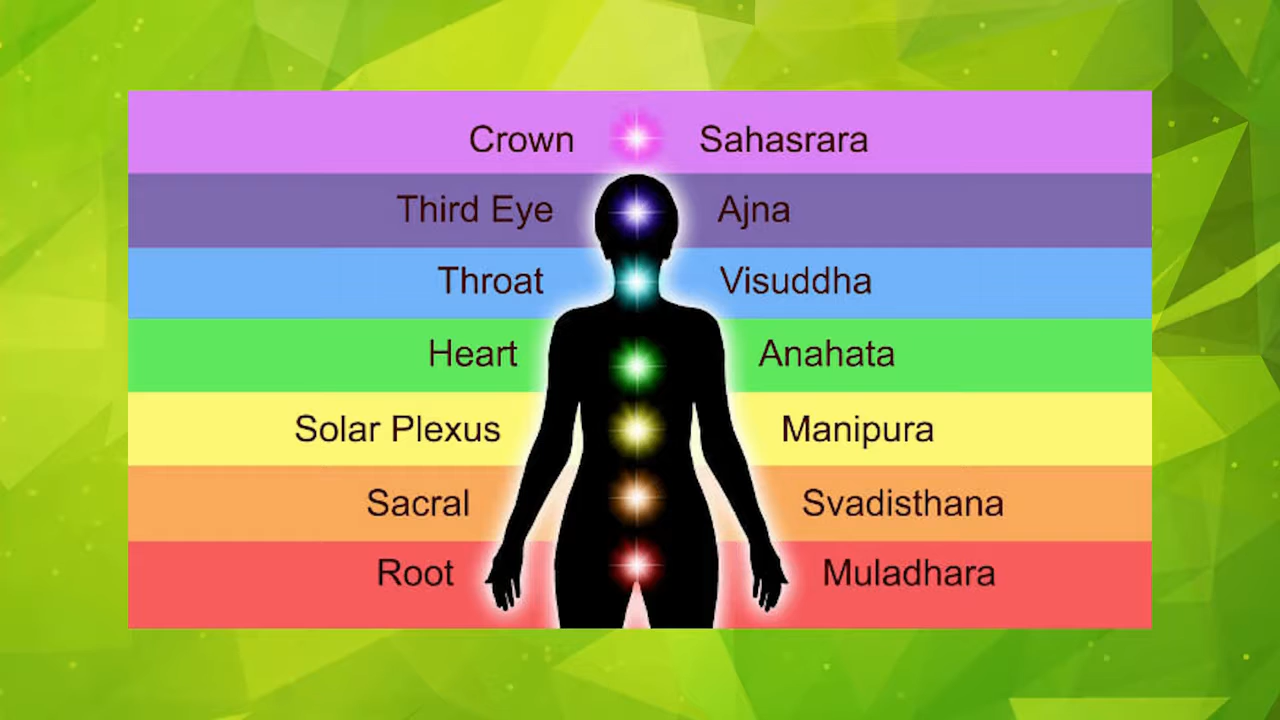 Crown Sahasrara
Third Eye Ajna
Throat Visuddha
Heart Anahata
Solar Plexus Manipura
Sacral Svadisthana
Root Muladhara